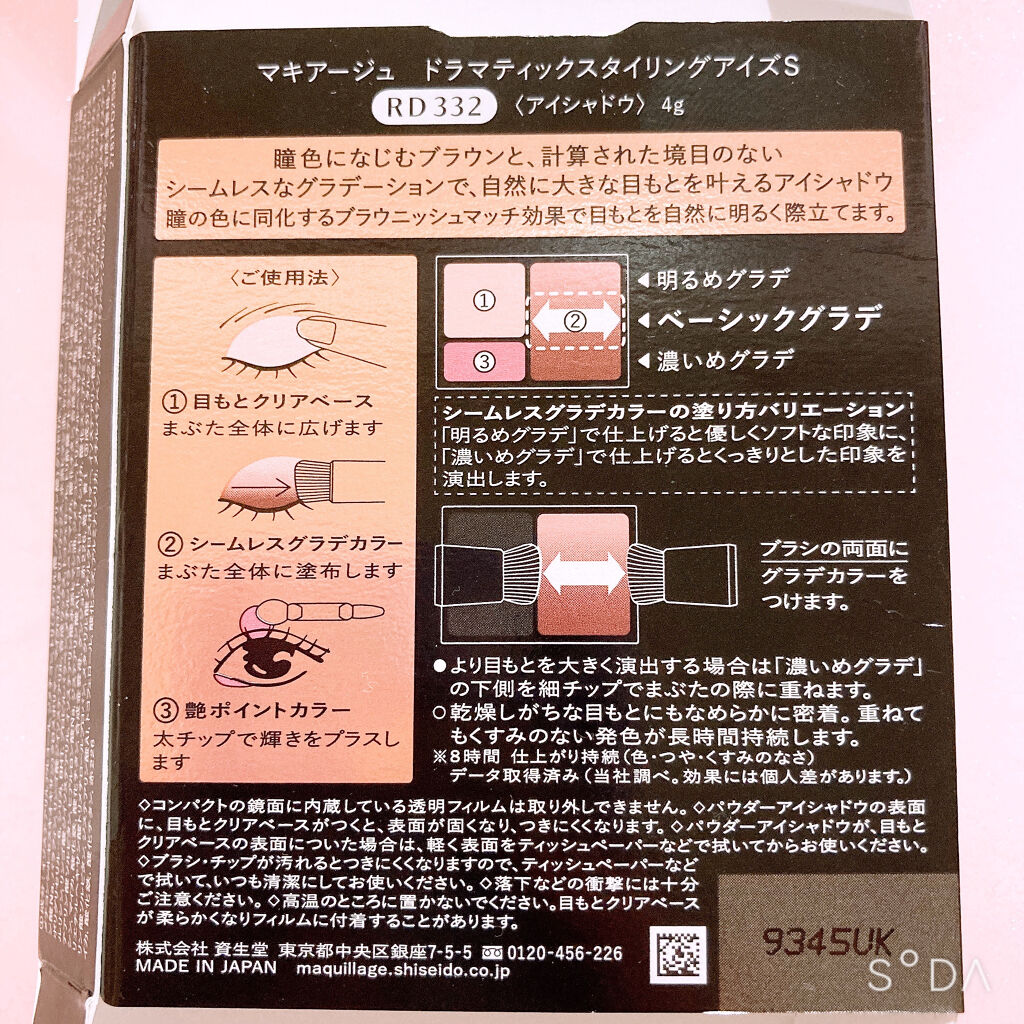 マキアージュ ドラマティックスタイリングアイズS
RD 332 〈アイシャドウ〉 4g
瞳色になじむブラウンと、計算された境目のない
シームレスなグラデーションで、自然に大きな目もとを叶えるアイシャドウ
瞳の色に同化するブラウニッシュマッチ効果で目もとを自然に明るく際立てます。
〈ご使用法〉
①目もとクリアベース
まぶた全体に広げます
②シームレスグラデカラー
まぶた全体に塗布します
③艶ポイントカラー
太チップで輝きをプラスし
ます
①
②
③
◀明るめグラデ
◀ベーシックグラデ
◀濃いめグラデ
シームレスグラデカラーの塗り方バリエーション
「明るめグラデ」で仕上げると優しくソフトな印象に、
「濃いめグラデ」で仕上げるとくっきりとした印象を
演出します。
ブラシの両面に
グラデカラーを
つけます。
●より目もとを大きく演出する場合は「濃いめグラデ」
の下側を細チップでまぶたの際に重ねます。
○乾燥しがちな目もとにもなめらかに密着。重ねて
もくすみのない発色が長時間持続します。
※8時間 仕上がり持続(色・つや・くすみのなさ)
データ取得済み(当社調べ。効果には個人差があります。)
◇コンパクトの鏡面に内蔵している透明フィルムは取り外しできません。◇パウダーアイシャドウの表面
に、目もとクリアベースがつくと、表面が固くなり、つきにくくなります。◇パウダーアイシャドウが、目もと
クリアベースの表面についた場合は、軽く表面をティッシュペーパーなどで拭いてからお使いください。
◇ブラシ・チップが汚れるとつきにくくなりますので、ティッシュペーパーなど
で拭いて、いつも清潔にしてお使いください。◇落下などの衝撃には十分
ご注意ください。◇高温のところに置かないでください。目もとクリアベース
が柔らかくなりフィルムに付着することがあります。
株式会社 資生堂 東京都中央区銀座7-5-5 0120-456-226
MADE IN JAPAN maquillage.shiseido.co.jp
9345UK
SODA